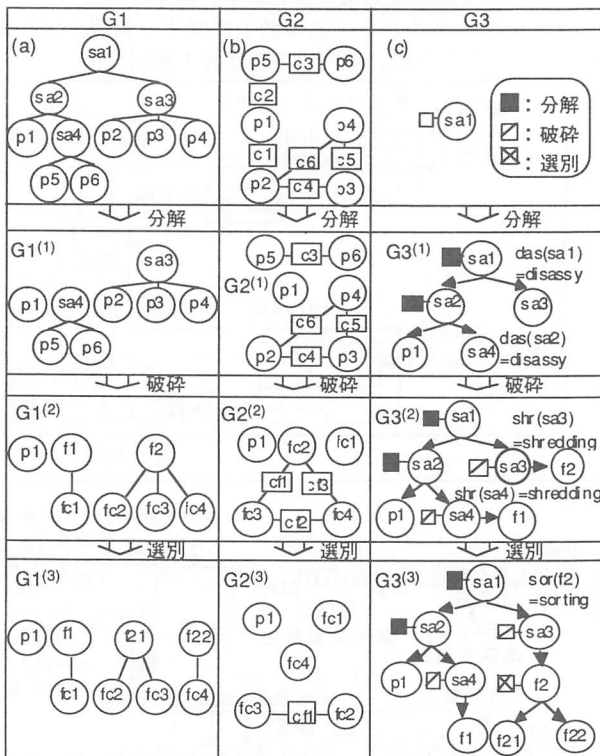 G1 G2 G3
(a)
sa1
sa2 sa3
p1 sa4 p2 p3 p4
p5 p6
(b)
p5 c3 p6
c2
p1 p4
c1 c6 c5
p2 c4 p3
(c)
sa1
: 分解
: 破砕
: 選別
分解 分解 分解
G1(1)
sa3
p1 sa4 p2 p3 p4
p5 p6
p5 c3 p6
G2(1) p1 p4
c6 c5
p2 c4 p3
G3(1) sa1 das(sa1)
=disassy
sa2 sa3
p1 sa4 das(sa2)
=disassy
破砕 破砕 破砕
G1(2)
p1 f1 f2
fc1 fc2 fc3 fc4
G2(2)
p1 fc2 fc1
cf1 cf3
fc3 cf2 fc4
G3(2) sa1 shr(sa3)
=shredding
sa2 sa3 f2
shr(sa4)=shredding
p1 sa4 f1
選別 選別 選別
G1(3)
p1 f1 f21 f22
fc1 fc2 fc3 fc4
G2(3)
p1 fc1
fc4
fc3 cf1 fc2
G3(3) sa1 sor(f2)
=sorting
sa2 sa3
p1 sa4 f2
f1 f21 f22